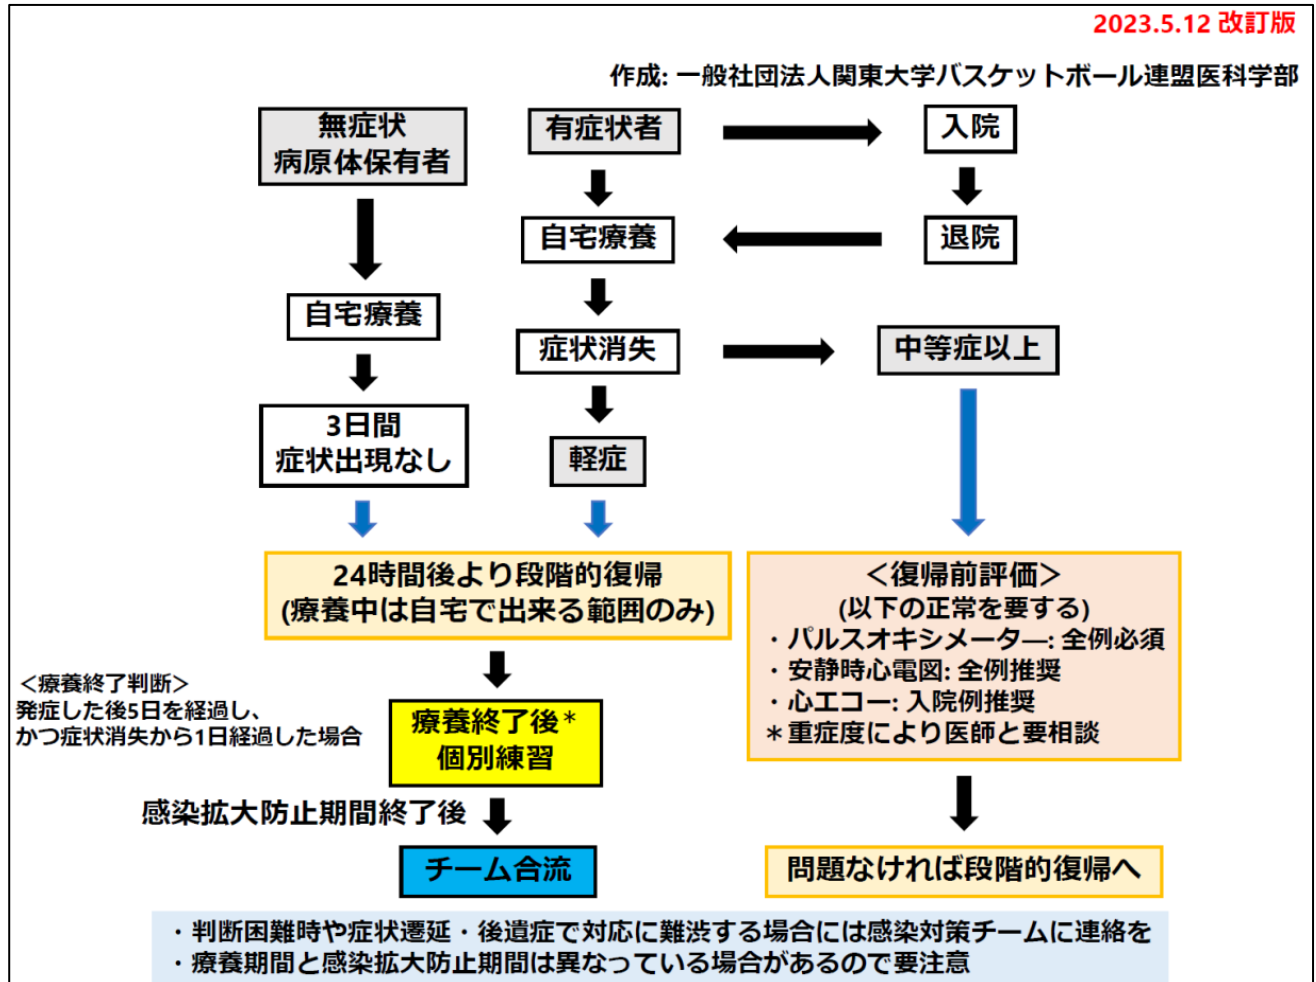 2023.5.12 改訂版
作成: 一般社団法人関東大学バスケットボール連盟医科学部
無症状
病原体保有者
有症状者
入院
自宅療養
退院
自宅療養
症状消失
中等症以上
3日間
症状出現なし
軽症
24時間後より段階的復帰
(療養中は自宅で出来る範囲のみ)
＜復帰前評価＞
(以下の正常を要する)
・パルスオキシメーター: 全例必須
・安静時心電図: 全例推奨
・心エコー: 入院例推奨
＊重症度により医師と要相談
＜療養終了判断＞
発症した後5日を経過し、
かつ症状消失から1日経過した場合
療養終了後＊
個別練習
感染拡大防止期間終了後
チーム合流
問題なければ段階的復帰へ
・判断困難時や症状遷延・後遺症で対応に難渋する場合には感染対策チームに連絡を
・療養期間と感染拡大防止期間は異なっている場合があるので要注意